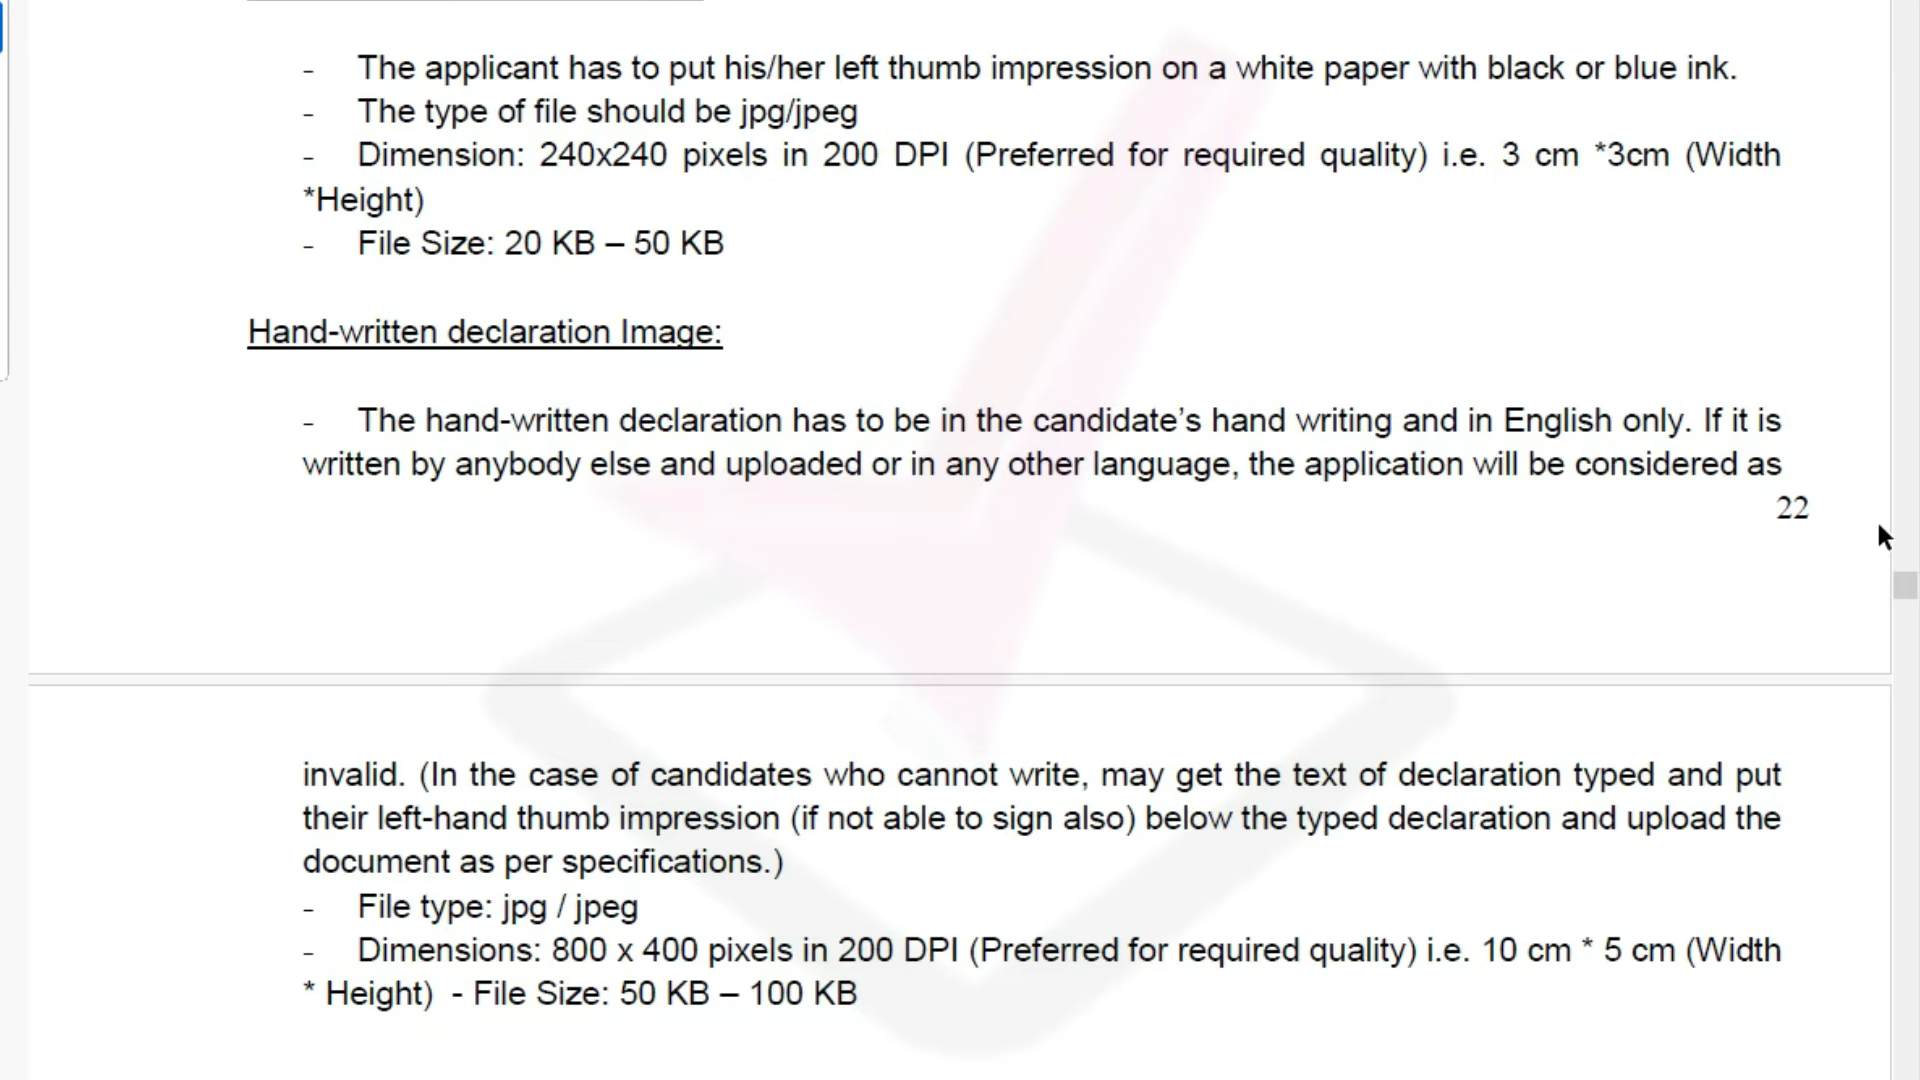 - The applicant has to put his/her left thumb impression on a white paper with black or blue ink.
- The type of file should be jpg/jpeg
- Dimension: 240x240 pixels in 200 DPI (Preferred for required quality) i.e. 3 cm *3cm (Width
*Height)
- File Size: 20 KB – 50 KB
Hand-written declaration Image:
- The hand-written declaration has to be in the candidate’s hand writing and in English only. If it is
written by anybody else and uploaded or in any other language, the application will be considered as
22
invalid. (In the case of candidates who cannot write, may get the text of declaration typed and put
their left-hand thumb impression (if not able to sign also) below the typed declaration and upload the
document as per specifications.)
- File type: jpg / jpeg
- Dimensions: 800 x 400 pixels in 200 DPI (Preferred for required quality) i.e. 10 cm * 5 cm (Width
* Height) - File Size: 50 KB – 100 KB